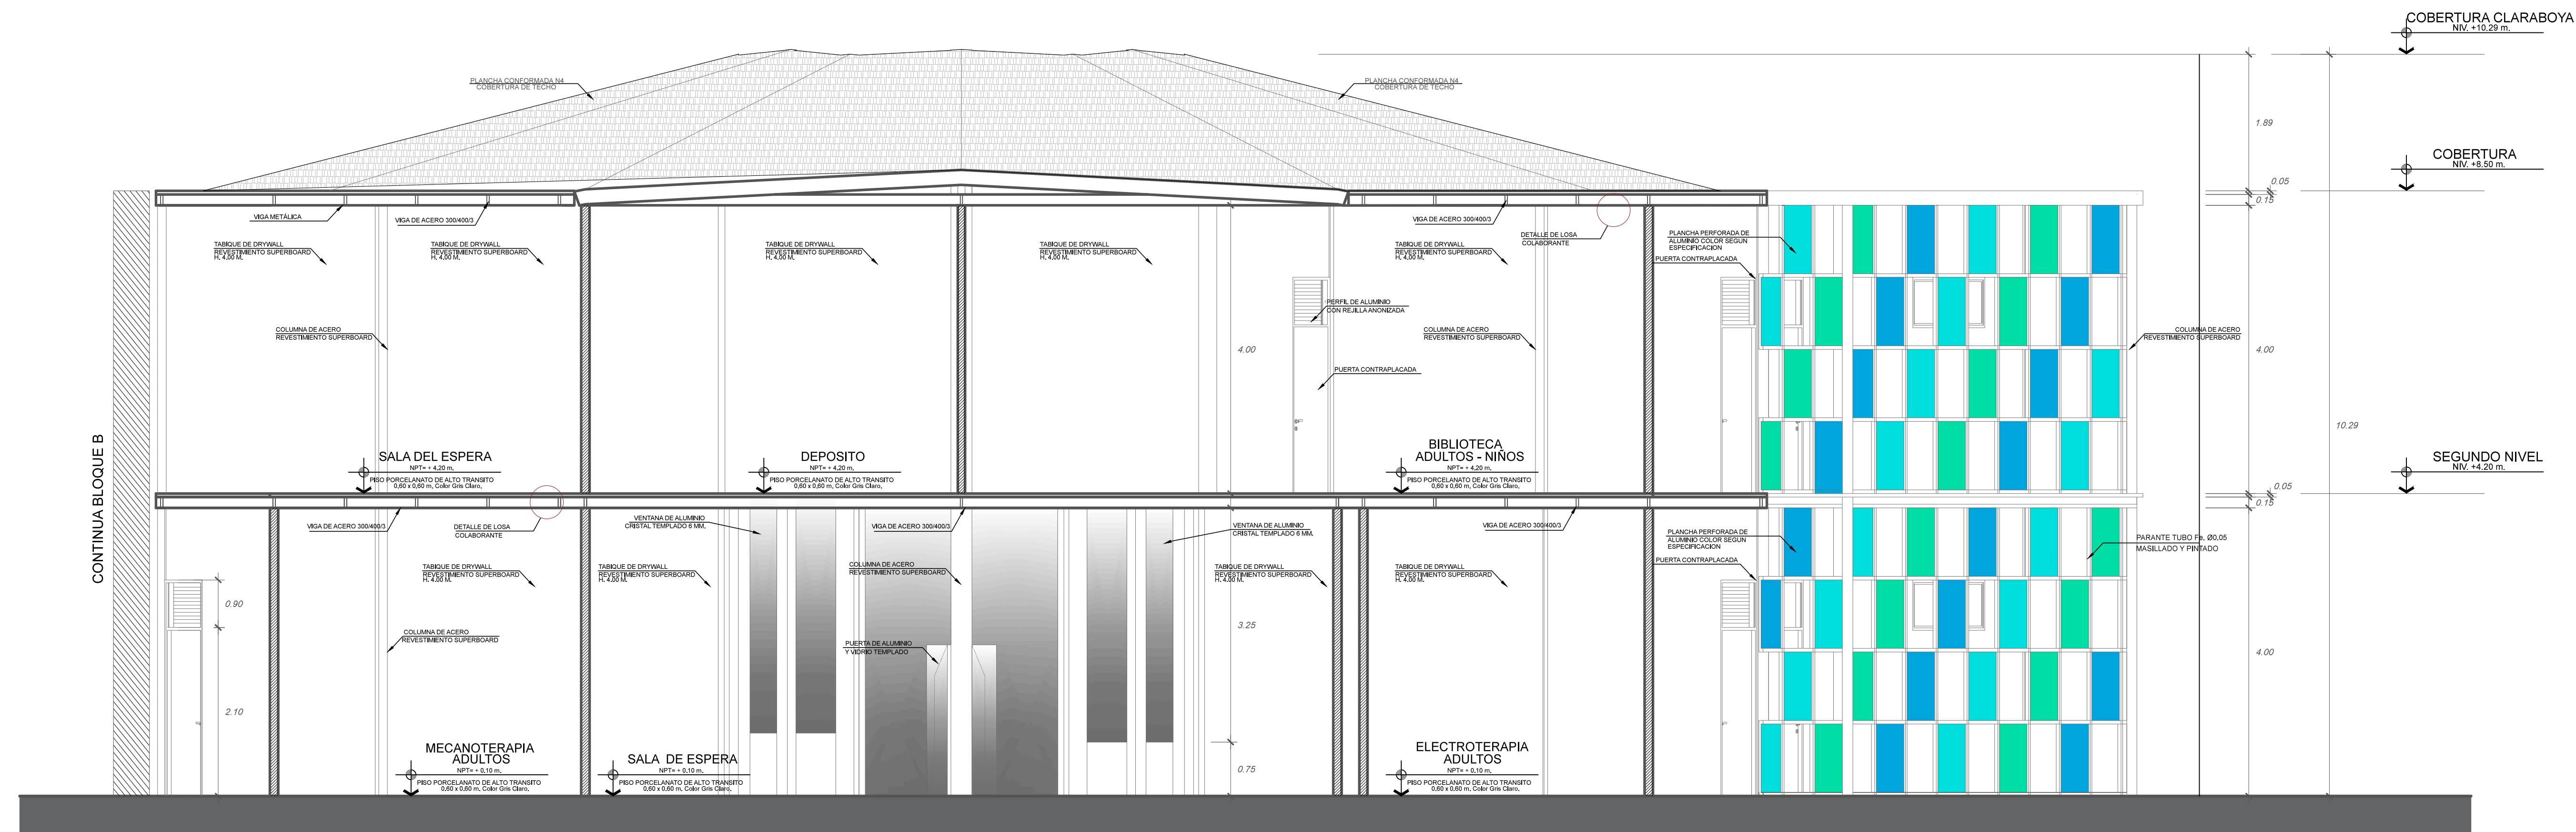 COBERTURA CLARABOYA
NIV. +10.29 m.
PLANCHA CONFORMADA N4
COBERTURA DE TECHO
PLANCHA CONFORMADA N4
COBERTURA DE TECHO
1.89
COBERTURA
NIV. +8.50 m.
0.05
0.15
VIGA METÁLICA
VIGA DE ACERO 300/400/3
VIGA DE ACERO 300/400/3
DETALLE DE LOSA
COLABORANTE
PLANCHA PERFORADA DE
ALUMINIO COLOR SEGUN
ESPECIFICACION
TABIQUE DE DRYWALL
REVESTIMIENTO SUPERBOARD
H. 4.00 M.
TABIQUE DE DRYWALL
REVESTIMIENTO SUPERBOARD
H. 4.00 M.
TABIQUE DE DRYWALL
REVESTIMIENTO SUPERBOARD
H. 4.00 M.
TABIQUE DE DRYWALL
REVESTIMIENTO SUPERBOARD
H. 4.00 M.
TABIQUE DE DRYWALL
REVESTIMIENTO SUPERBOARD
H. 4.00 M.
PUERTA CONTRAPLACADA
PERFIL DE ALUMINIO
CON REJILLA ANONIZADA
COLUMNA DE ACERO
REVESTIMIENTO SUPERBOARD
COLUMNA DE ACERO
REVESTIMIENTO SUPERBOARD
COLUMNA DE ACERO
REVESTIMIENTO SUPERBOARD
4.00
4.00
PUERTA CONTRAPLACADA
10.29
CONTINUA BLOQUE B
SALA DEL ESPERA
NPT= + 4.20 m.
PISO PORCELANATO DE ALTO TRANSITO
0.60 x 0.60 m. Color Gris Claro.
DEPOSITO
NPT= + 4.20 m.
PISO PORCELANATO DE ALTO TRANSITO
0.60 x 0.60 m. Color Gris Claro.
BIBLIOTECA
ADULTOS - NIÑOS
NPT= + 4.20 m.
PISO PORCELANATO DE ALTO TRANSITO
0.60 x 0.60 m. Color Gris Claro.
SEGUNDO NIVEL
NIV. +4.20 m.
0.05
0.15
VIGA DE ACERO 300/400/3
DETALLE DE LOSA
COLABORANTE
VENTANA DE ALUMINIO
CRISTAL TEMPLADO 6 MM.
VIGA DE ACERO 300/400/3
VENTANA DE ALUMINIO
CRISTAL TEMPLADO 6 MM.
VIGA DE ACERO 300/400/3
PLANCHA PERFORADA DE
ALUMINIO COLOR SEGUN
ESPECIFICACION
PARANTE TUBO Fe. Ø0.05
MASILLADO Y PINTADO
PUERTA CONTRAPLACADA
TABIQUE DE DRYWALL
REVESTIMIENTO SUPERBOARD
H. 4.00 M.
TABIQUE DE DRYWALL
REVESTIMIENTO SUPERBOARD
H. 4.00 M.
COLUMNA DE ACERO
REVESTIMIENTO SUPERBOARD
TABIQUE DE DRYWALL
REVESTIMIENTO SUPERBOARD
H. 4.00 M.
TABIQUE DE DRYWALL
REVESTIMIENTO SUPERBOARD
H. 4.00 M.
0.90
3.25
COLUMNA DE ACERO
REVESTIMIENTO SUPERBOARD
PUERTA DE ALUMINIO
Y VIDRIO TEMPLADO
4.00
2.10
MECANOTERAPIA
ADULTOS
NPT= + 0.10 m.
PISO PORCELANATO DE ALTO TRANSITO
0.60 x 0.60 m. Color Gris Claro.
SALA DE ESPERA
NPT= + 0.10 m.
PISO PORCELANATO DE ALTO TRANSITO
0.60 x 0.60 m. Color Gris Claro.
0.75
ELECTROTERAPIA
ADULTOS
NPT= + 0.10 m.
PISO PORCELANATO DE ALTO TRANSITO
0.60 x 0.60 m. Color Gris Claro.